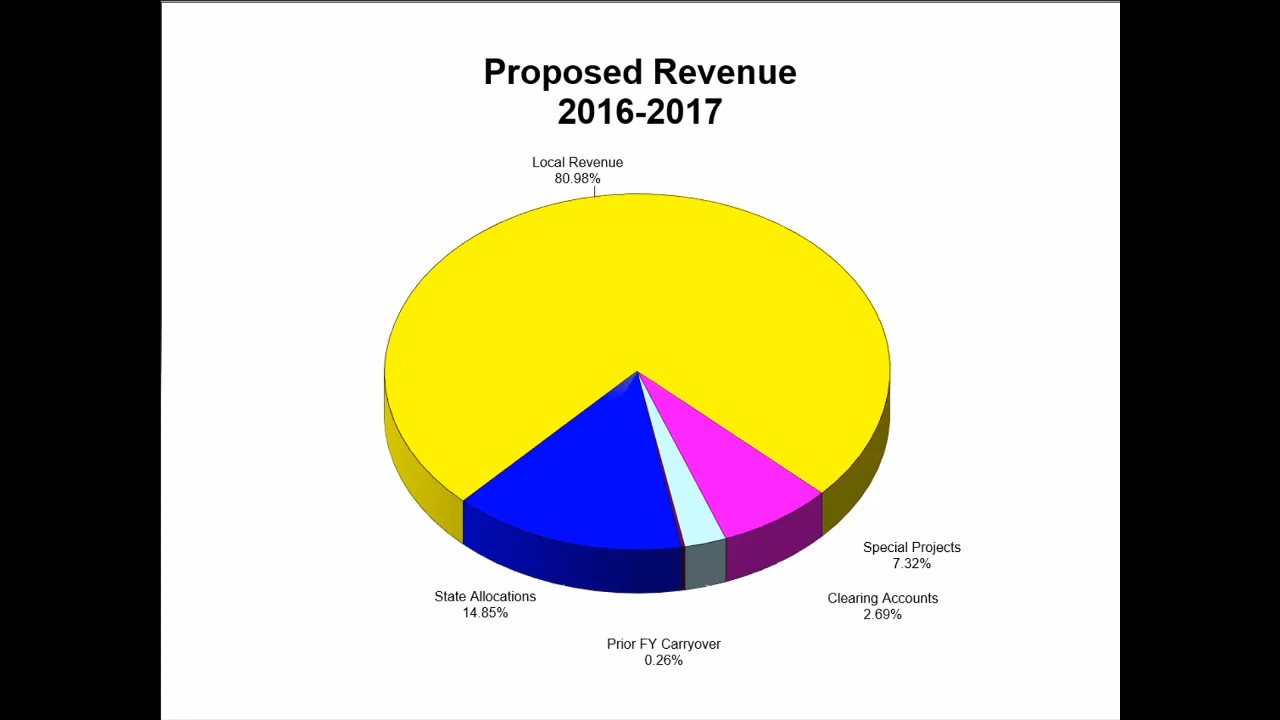 Proposed Revenue
2016-2017
Local Revenue
80.98%
Special Projects
7.32%
State Allocations
14.85%
Clearing Accounts
2.69%
Prior FY Carryover
0.26%